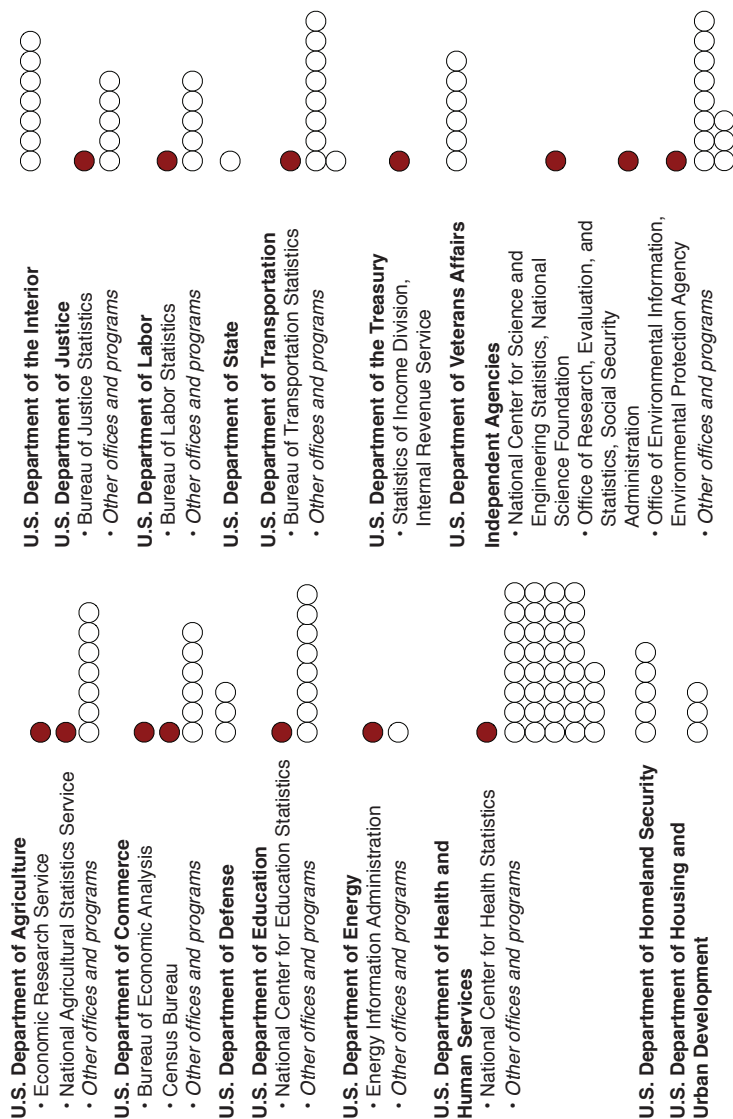 U.S. Department of Agriculture
• Economic Research Service
• National Agricultural Statistics Service
• Other offices and programs
U.S. Department of Commerce
• Bureau of Economic Analysis
• Census Bureau
• Other offices and programs
U.S. Department of Defense
U.S. Department of Education
• National Center for Education Statistics
• Other offices and programs
U.S. Department of Energy
• Energy Information Administration
• Other offices and programs
U.S. Department of Health and
Human Services
• National Center for Health Statistics
• Other offices and programs
U.S. Department of Homeland Security
U.S. Department of Housing and
Urban Development
U.S. Department of the Interior
U.S. Department of Justice
• Bureau of Justice Statistics
• Other offices and programs
U.S. Department of Labor
• Bureau of Labor Statistics
• Other offices and programs
U.S. Department of State
U.S. Department of Transportation
• Bureau of Transportation Statistics
• Other offices and programs
U.S. Department of the Treasury
• Statistics of Income Division,
Internal Revenue Service
U.S. Department of Veterans Affairs
Independent Agencies
• National Center for Science and
Engineering Statistics, National
Science Foundation
• Office of Research, Evaluation, and
Statistics, Social Security
Administration
• Office of Environmental Information,
Environmental Protection Agency
• Other offices and programs